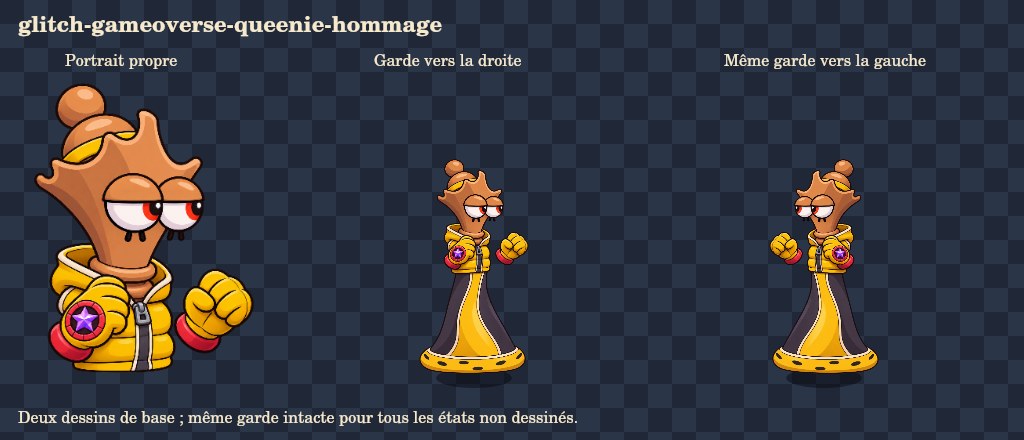 glitch-gameoverse-queenie-hommage
Portrait propre
Garde vers la droite
Même garde vers la gauche
Deux dessins de base ; même garde intacte pour tous les états non dessinés.